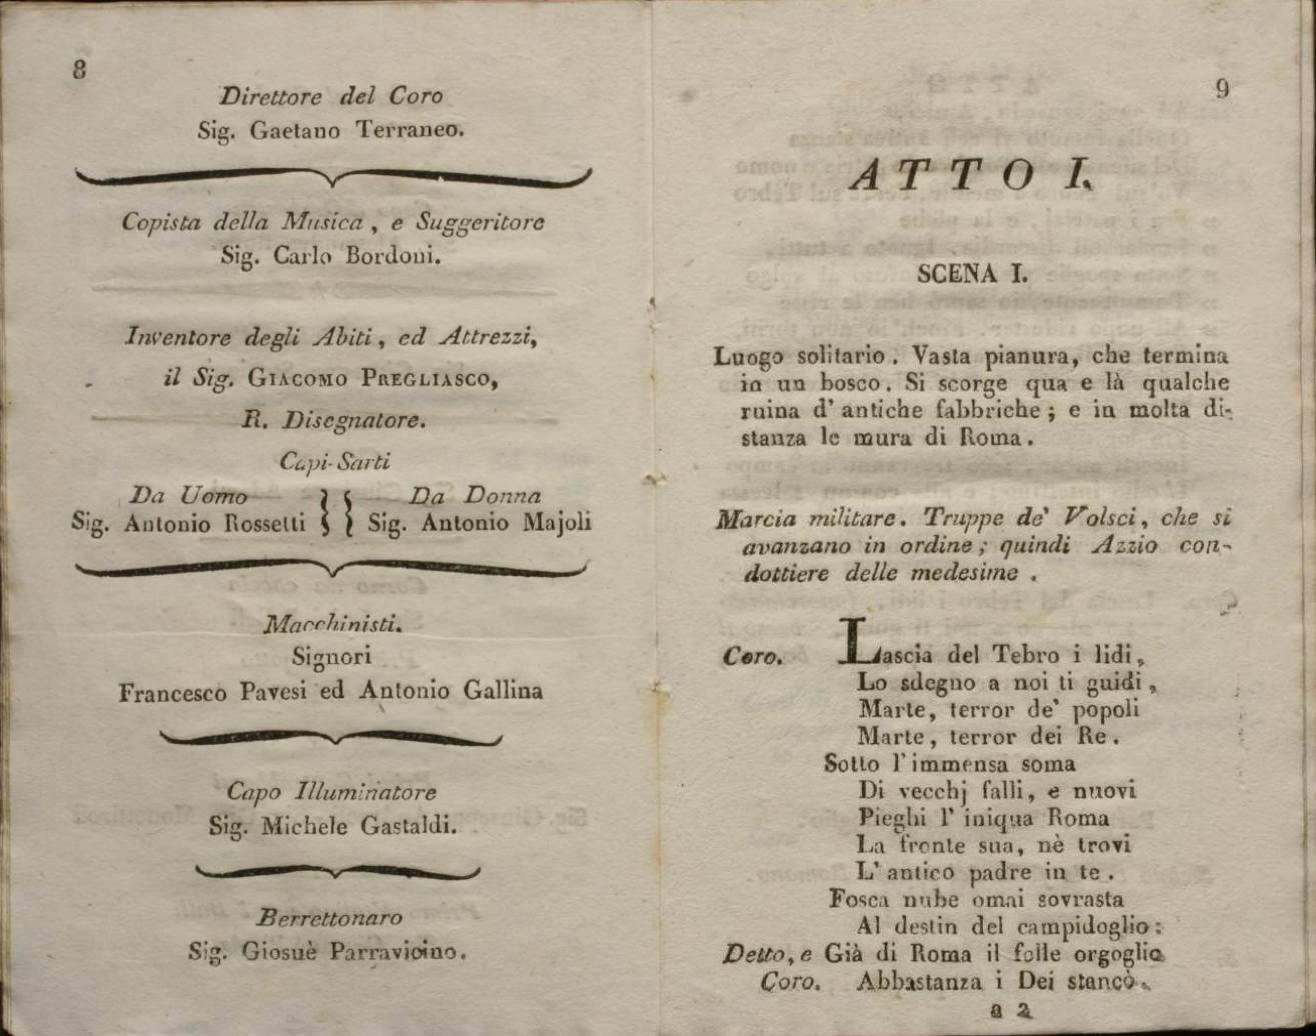 8
Direttore del Coro
Sig. Gaetano Terraneo.
Copista della Musica, e Suggeritore
Sig. Carlo Bordoni.
Inventore degli Abiti, ed Attrezzi,
il Sig. GIACOMO PREGLIASCO,
R. Disegnatore.
Capi-Sarti
Da Uomo Da Donna
Sig. Antonio Rossetti Sig. Antonio Majoli
Macchinisti.
Signori
Francesco Pavesi ed Antonio Gallina
Capo Illuminatore
Sig. Michele Gastaldi.
Berrettonaro
Sig. Giosuè Parravicino.
9
ATTO I.
SCENA I.
Luogo solitario. Vasta pianura, che termina
in un bosco. Si scorge qua e là qualche
ruina d' antiche fabbriche; e in molta di-
stanza le mura di Roma.
Marcia militare. Truppe de' Volsci, che si
avanzano in ordine; quindi Azzio con-
dottiere delle medesime.
Coro. Lascia del Tebro i lidi,
Lo sdegno a noi ti guidi,
Marte, terror de' popoli
Marte, terror dei Re.
Sotto l' immensa soma
Di vecchj falli, e nuovi
Pieghi l' iniqua Roma
La fronte sua, nè trovi
L' antico padre in te.
Fosca nube omai sovrasta
Al destin del campidoglio:
Detto, e Già di Roma il folle orgoglio
Coro. Abbastanza i Dei stancò.
a 2